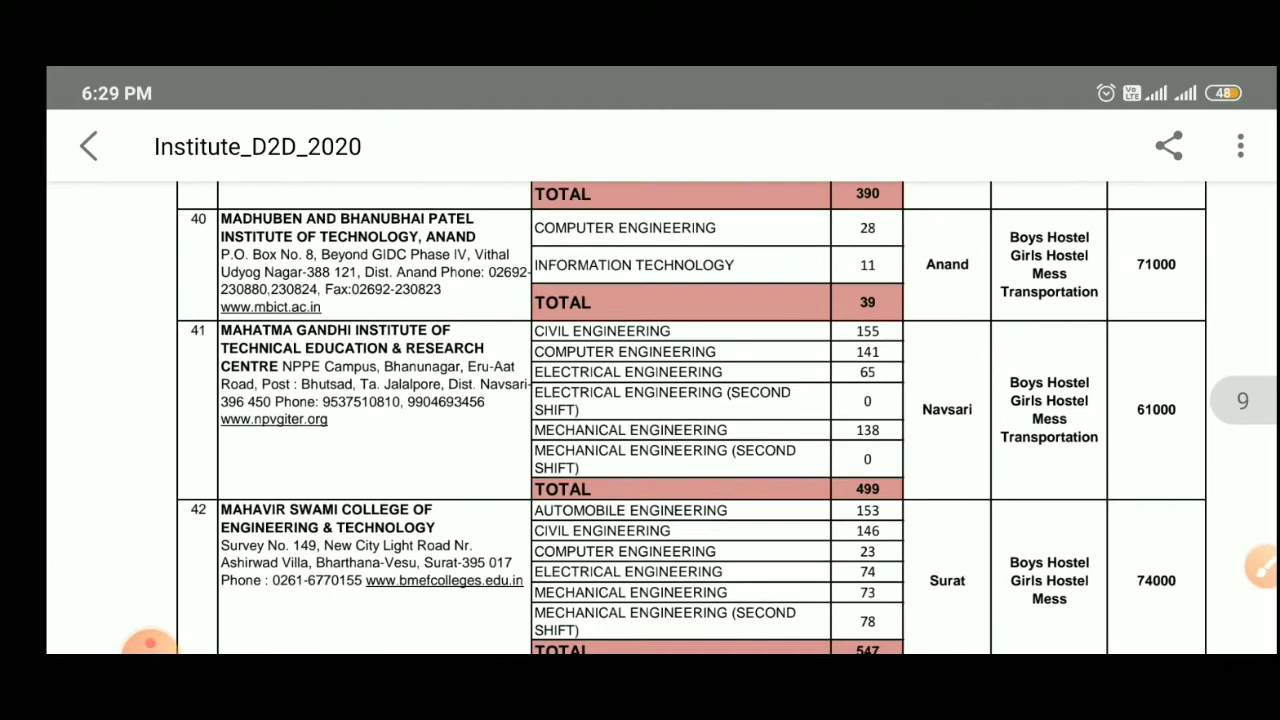 6:29 PM
Vo LTE
48
Institute_D2D_2020
TOTAL 390
40 MADHUBEN AND BHANUBHAI PATEL
INSTITUTE OF TECHNOLOGY, ANAND
P.O. Box No. 8, Beyond GIDC Phase IV, Vithal
Udyog Nagar-388 121, Dist. Anand Phone: 02692-
230880,230824, Fax:02692-230823
www.mbict.ac.in
COMPUTER ENGINEERING 28
INFORMATION TECHNOLOGY 11
TOTAL 39
Anand
Boys Hostel
Girls Hostel
Mess
Transportation
71000
41 MAHATMA GANDHI INSTITUTE OF
TECHNICAL EDUCATION & RESEARCH
CENTRE NPPE Campus, Bhanunagar, Eru-Aat
Road, Post : Bhutsad, Ta. Jalalpore, Dist. Navsari-
396 450 Phone: 9537510810, 9904693456
www.npvgiter.org
CIVIL ENGINEERING 155
COMPUTER ENGINEERING 141
ELECTRICAL ENGINEERING 65
ELECTRICAL ENGINEERING (SECOND
SHIFT) 0
MECHANICAL ENGINEERING 138
MECHANICAL ENGINEERING (SECOND
SHIFT) 0
TOTAL 499
Navsari
Boys Hostel
Girls Hostel
Mess
Transportation
61000
9
42 MAHAVIR SWAMI COLLEGE OF
ENGINEERING & TECHNOLOGY
Survey No. 149, New City Light Road Nr.
Ashirwad Villa, Bharthana-Vesu, Surat-395 017
Phone : 0261-6770155 www.bmefcolleges.edu.in
AUTOMOBILE ENGINEERING 153
CIVIL ENGINEERING 146
COMPUTER ENGINEERING 23
ELECTRICAL ENGINEERING 74
MECHANICAL ENGINEERING 73
MECHANICAL ENGINEERING (SECOND
SHIFT) 78
TOTAL 547
Surat
Boys Hostel
Girls Hostel
Mess
74000